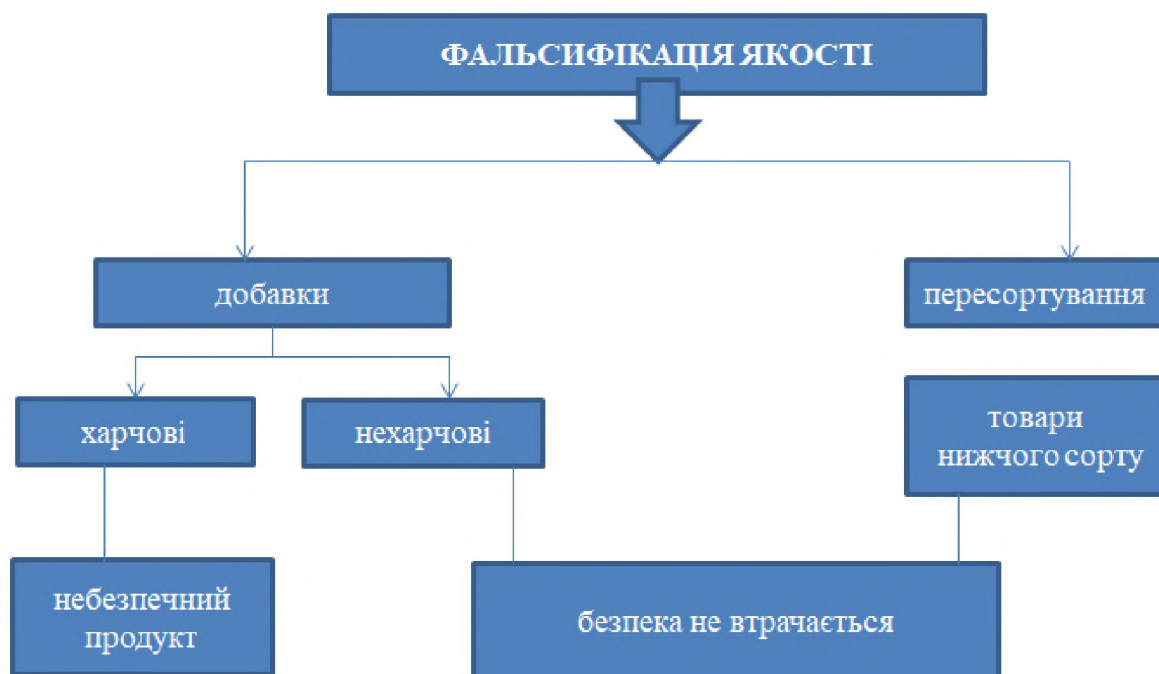 ФАЛЬСИФІКАЦІЯ ЯКОСТІ
добавки
пересортування
харчові
нехарчові
товари
нижчого сорту
небезпечний
продукт
безпека не втрачається